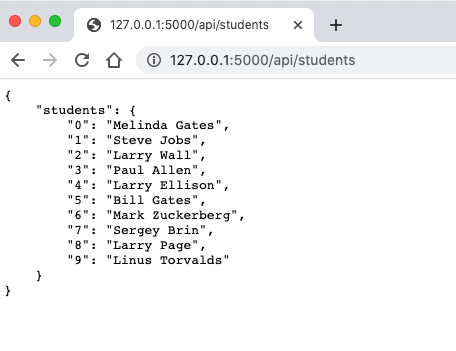 127.0.0.1:5000/api/students
127.0.0.1:5000/api/students
{
    "students": {
        "0": "Melinda Gates",
        "1": "Steve Jobs",
        "2": "Larry Wall",
        "3": "Paul Allen",
        "4": "Larry Ellison",
        "5": "Bill Gates",
        "6": "Mark Zuckerberg",
        "7": "Sergey Brin",
        "8": "Larry Page",
        "9": "Linus Torvalds"
    }
}